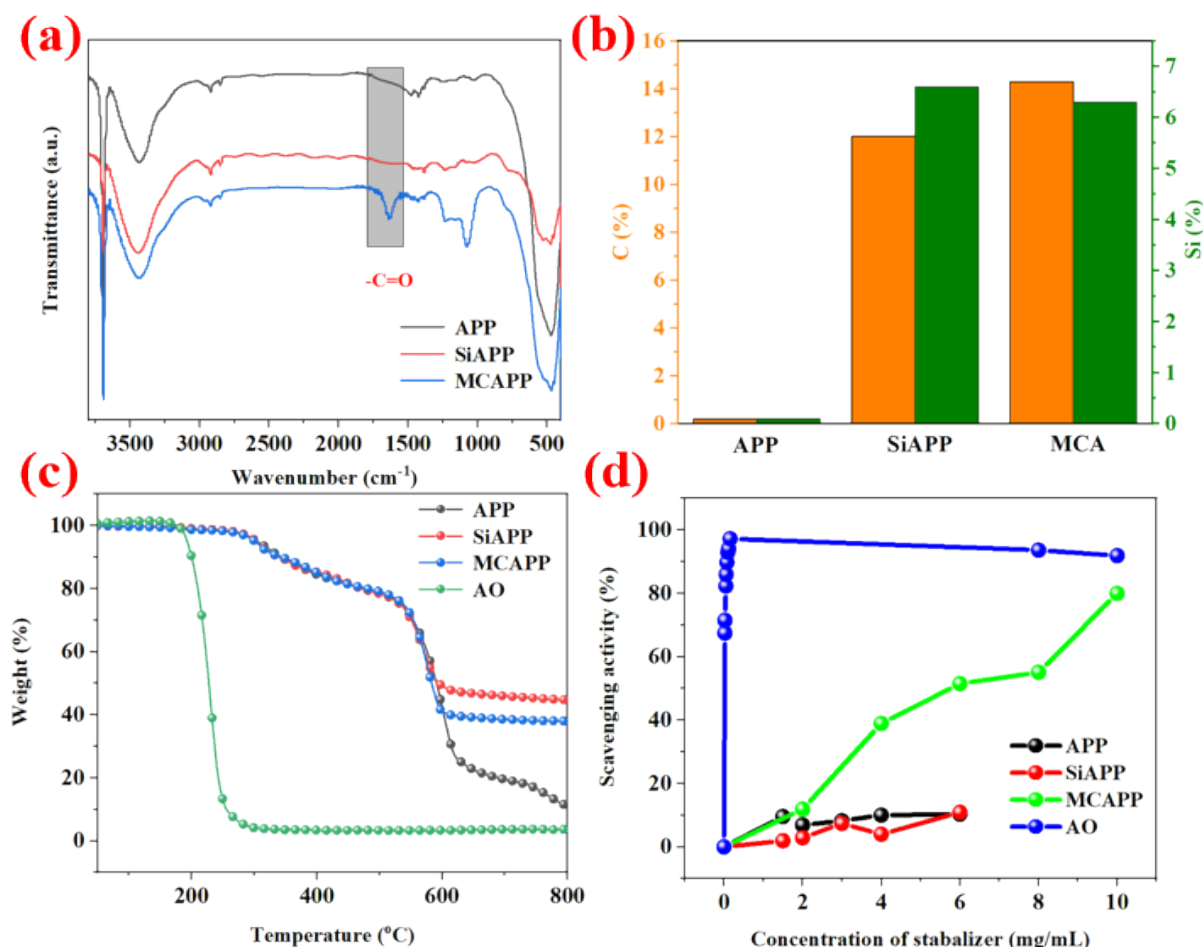 (a)
Transmittance (a.u.)
-C=O
APP
SiAPP
MCAPP
3500 3000 2500 2000 1500 1000 500
Wavenumber (cm⁻¹)
(b)
C (%)
16
14
12
10
8
6
4
2
0
Si (%)
7
6
5
4
3
2
1
0
APP SiAPP MCA
(c)
Weight (%)
100
80
60
40
20
0
APP
SiAPP
MCAPP
AO
200 400 600 800
Temperature (⁰C)
(d)
Scavenging activity (%)
100
80
60
40
20
0
APP
SiAPP
MCAPP
AO
0 2 4 6 8 10
Concentration of stabalizer (mg/mL)